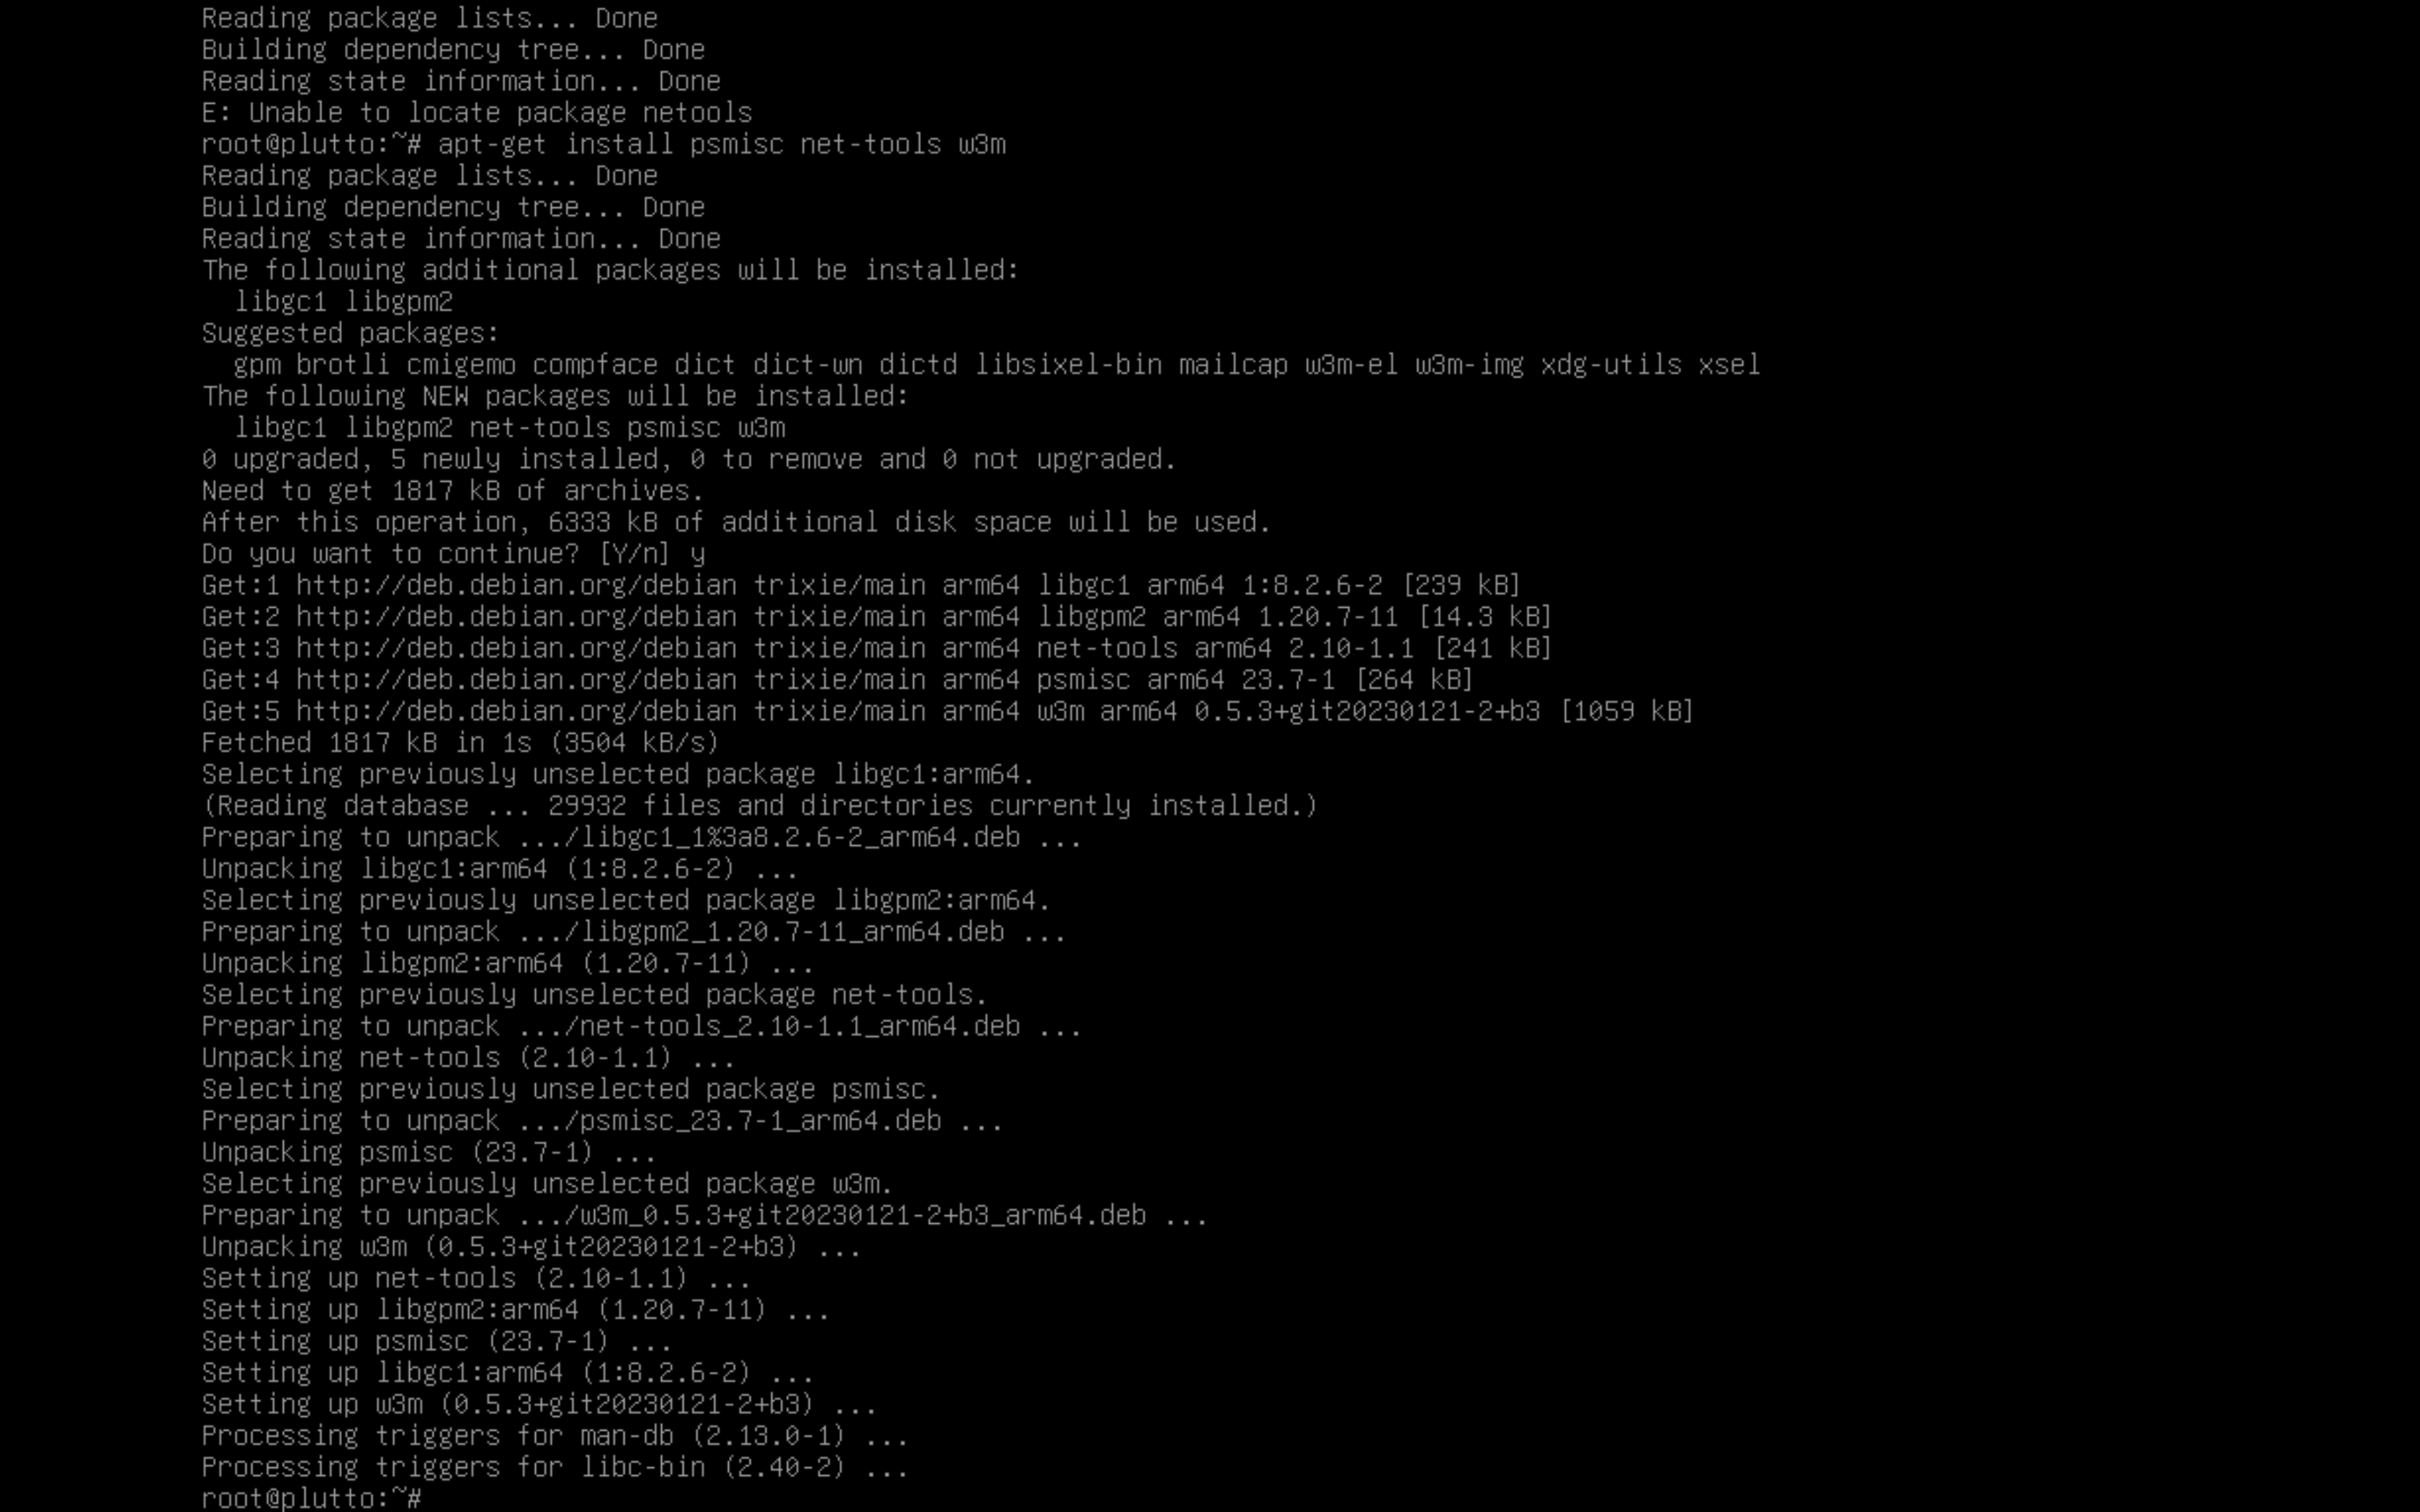 Reading package lists... Done
Building dependency tree... Done
Reading state information... Done
E: Unable to locate package netools
root@plutto:~# apt-get install psmisc net-tools w3m
Reading package lists... Done
Building dependency tree... Done
Reading state information... Done
The following additional packages will be installed:
  libgc1 libgpm2
Suggested packages:
  gpm brotli cmigemo compface dict dict-wn dictd libsixel-bin mailcap w3m-el w3m-img xdg-utils xsel
The following NEW packages will be installed:
  libgc1 libgpm2 net-tools psmisc w3m
0 upgraded, 5 newly installed, 0 to remove and 0 not upgraded.
Need to get 1817 kB of archives.
After this operation, 6333 kB of additional disk space will be used.
Do you want to continue? [Y/n] y
Get:1 http://deb.debian.org/debian trixie/main arm64 libgc1 arm64 1:8.2.6-2 [239 kB]
Get:2 http://deb.debian.org/debian trixie/main arm64 libgpm2 arm64 1.20.7-11 [14.3 kB]
Get:3 http://deb.debian.org/debian trixie/main arm64 net-tools arm64 2.10-1.1 [241 kB]
Get:4 http://deb.debian.org/debian trixie/main arm64 psmisc arm64 23.7-1 [264 kB]
Get:5 http://deb.debian.org/debian trixie/main arm64 w3m arm64 0.5.3+git20230121-2+b3 [1059 kB]
Fetched 1817 kB in 1s (3504 kB/s)
Selecting previously unselected package libgc1:arm64.
(Reading database ... 29932 files and directories currently installed.)
Preparing to unpack .../libgc1_1%3a8.2.6-2_arm64.deb ...
Unpacking libgc1:arm64 (1:8.2.6-2) ...
Selecting previously unselected package libgpm2:arm64.
Preparing to unpack .../libgpm2_1.20.7-11_arm64.deb ...
Unpacking libgpm2:arm64 (1.20.7-11) ...
Selecting previously unselected package net-tools.
Preparing to unpack .../net-tools_2.10-1.1_arm64.deb ...
Unpacking net-tools (2.10-1.1) ...
Selecting previously unselected package psmisc.
Preparing to unpack .../psmisc_23.7-1_arm64.deb ...
Unpacking psmisc (23.7-1) ...
Selecting previously unselected package w3m.
Preparing to unpack .../w3m_0.5.3+git20230121-2+b3_arm64.deb ...
Unpacking w3m (0.5.3+git20230121-2+b3) ...
Setting up net-tools (2.10-1.1) ...
Setting up libgpm2:arm64 (1.20.7-11) ...
Setting up psmisc (23.7-1) ...
Setting up libgc1:arm64 (1:8.2.6-2) ...
Setting up w3m (0.5.3+git20230121-2+b3) ...
Processing triggers for man-db (2.13.0-1) ...
Processing triggers for libc-bin (2.40-2) ...
root@plutto:~#